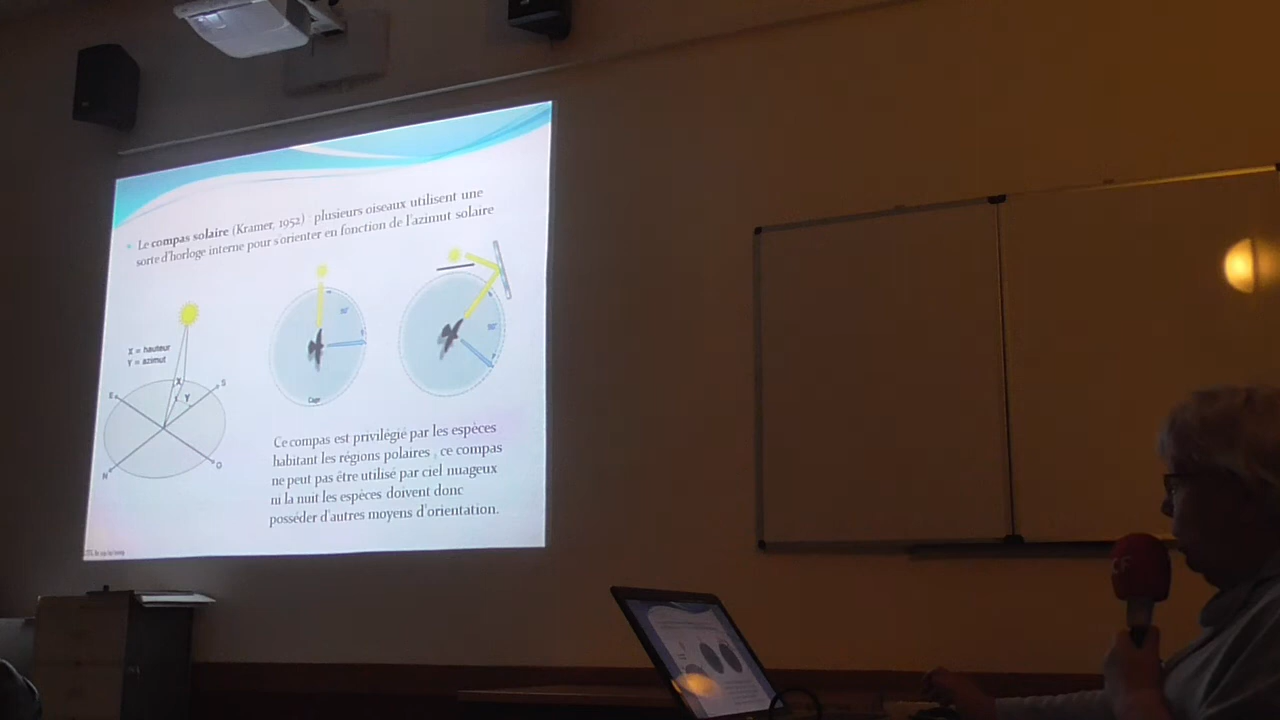 Le compas solaire (Kramer, 1952) : plusieurs oiseaux utilisent une
sorte d'horloge interne pour s'orienter en fonction de l'azimut solaire
X = hauteur
Y = azimut
X
Y
E
S
N
O
Cage
Ce compas est privilégié par les espèces
habitant les régions polaires , ce compas
ne peut pas être utilisé par ciel nuageux
ni la nuit les espèces doivent donc
posséder d'autres moyens d'orientation.